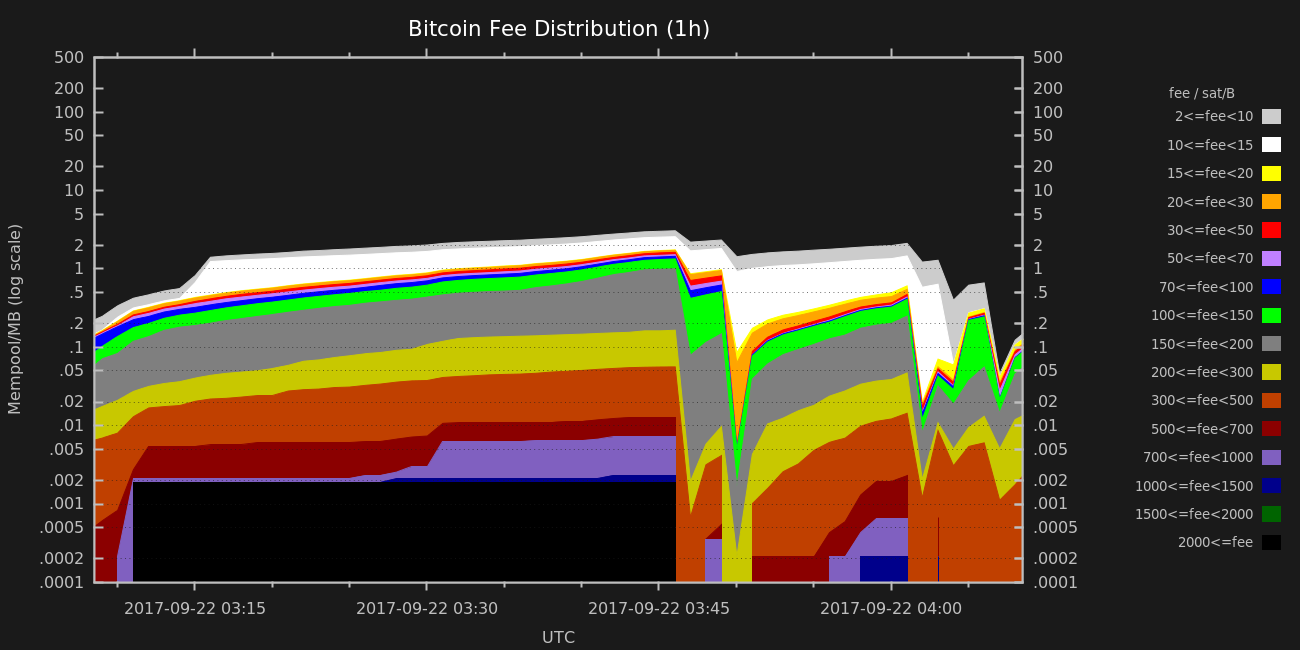 Bitcoin Fee Distribution (1h)
500
200
100
50
20
10
5
2
1
.5
.2
.1
.05
.02
.01
.005
.002
.001
.0005
.0002
.0001
Mempool/MB (log scale)
500
200
100
50
20
10
5
2
1
.5
.2
.1
.05
.02
.01
.005
.002
.001
.0005
.0002
.0001
2017-09-22 03:15
2017-09-22 03:30
2017-09-22 03:45
2017-09-22 04:00
UTC
fee / sat/B
2<=fee<10
10<=fee<15
15<=fee<20
20<=fee<30
30<=fee<50
50<=fee<70
70<=fee<100
100<=fee<150
150<=fee<200
200<=fee<300
300<=fee<500
500<=fee<700
700<=fee<1000
1000<=fee<1500
1500<=fee<2000
2000<=fee